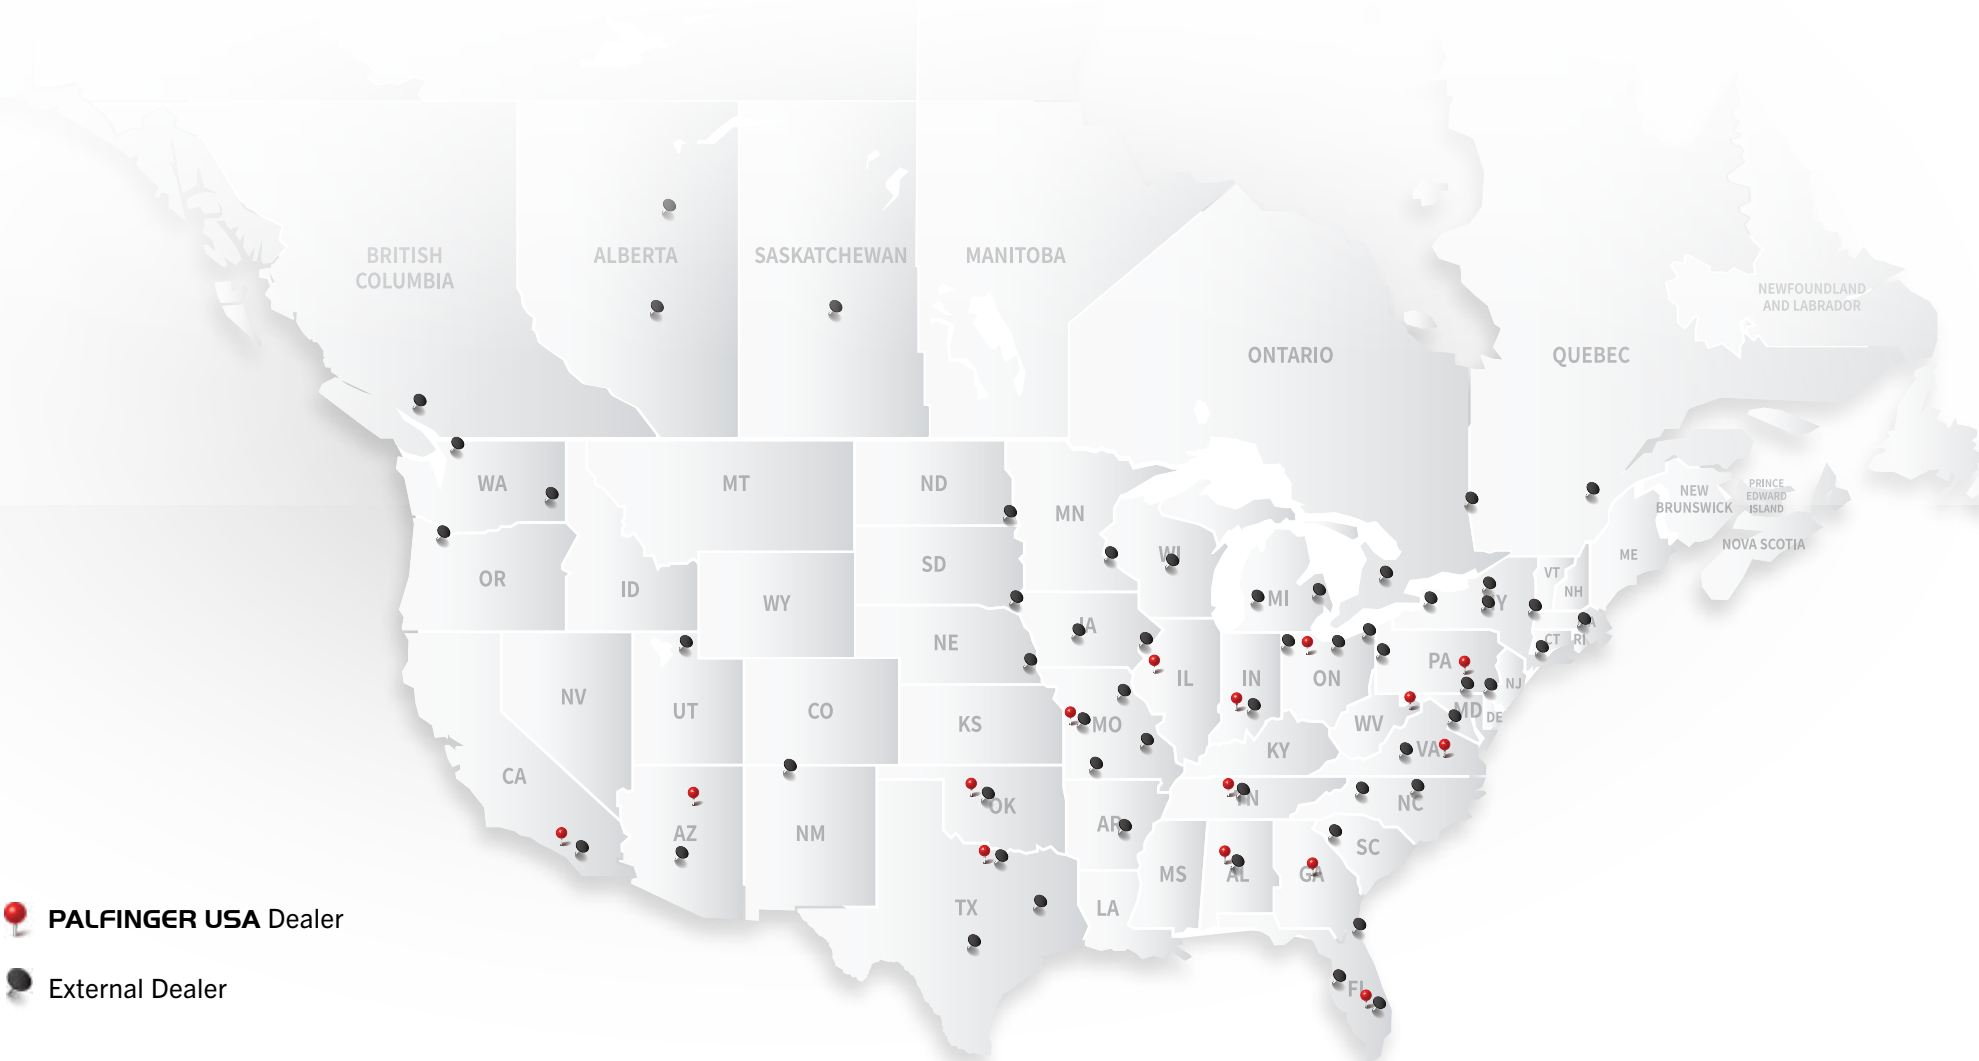 BRITISH
COLUMBIA
ALBERTA
SASKATCHEWAN
MANITOBA
ONTARIO
QUEBEC
NEWFOUNDLAND
AND LABRADOR
NEW
BRUNSWICK
PRINCE
EDWARD
ISLAND
NOVA SCOTIA
WA
MT
ND
MN
WI
ME
VT
NH
OR
ID
WY
SD
MI
NE
IA
CT
RI
NV
UT
CO
KS
MO
IL
IN
ON
PA
NJ
MD
DE
WV
VA
KY
CA
AZ
NM
OK
AR
TN
NC
SC
MS
AL
GA
TX
LA
FL
PALFINGER USA Dealer
External Dealer